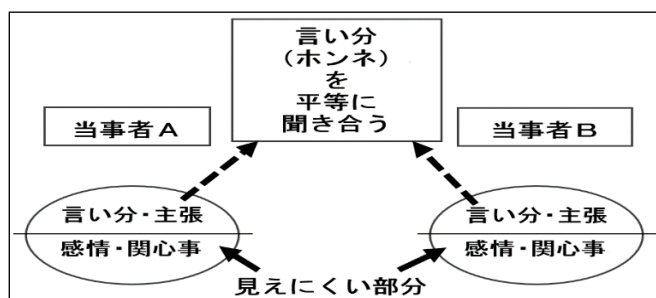 言い分
（ホンネ）
を
平等に
聞き合う
当事者A
当事者B
言い分・主張
感情・関心事
言い分・主張
感情・関心事
見えにくい部分